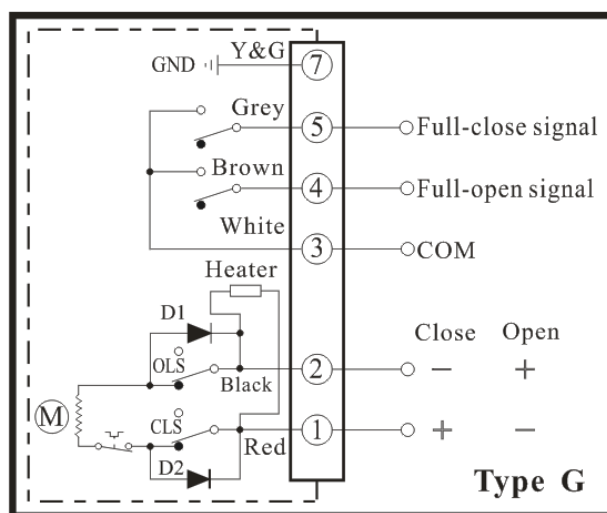 Y&G
GND
7
Grey
5
Full-close signal
Brown
4
Full-open signal
White
3
COM
Heater
D1
Close Open
OLS
2
− +
Black
M
CLS
1
+ −
Red
D2
Type G